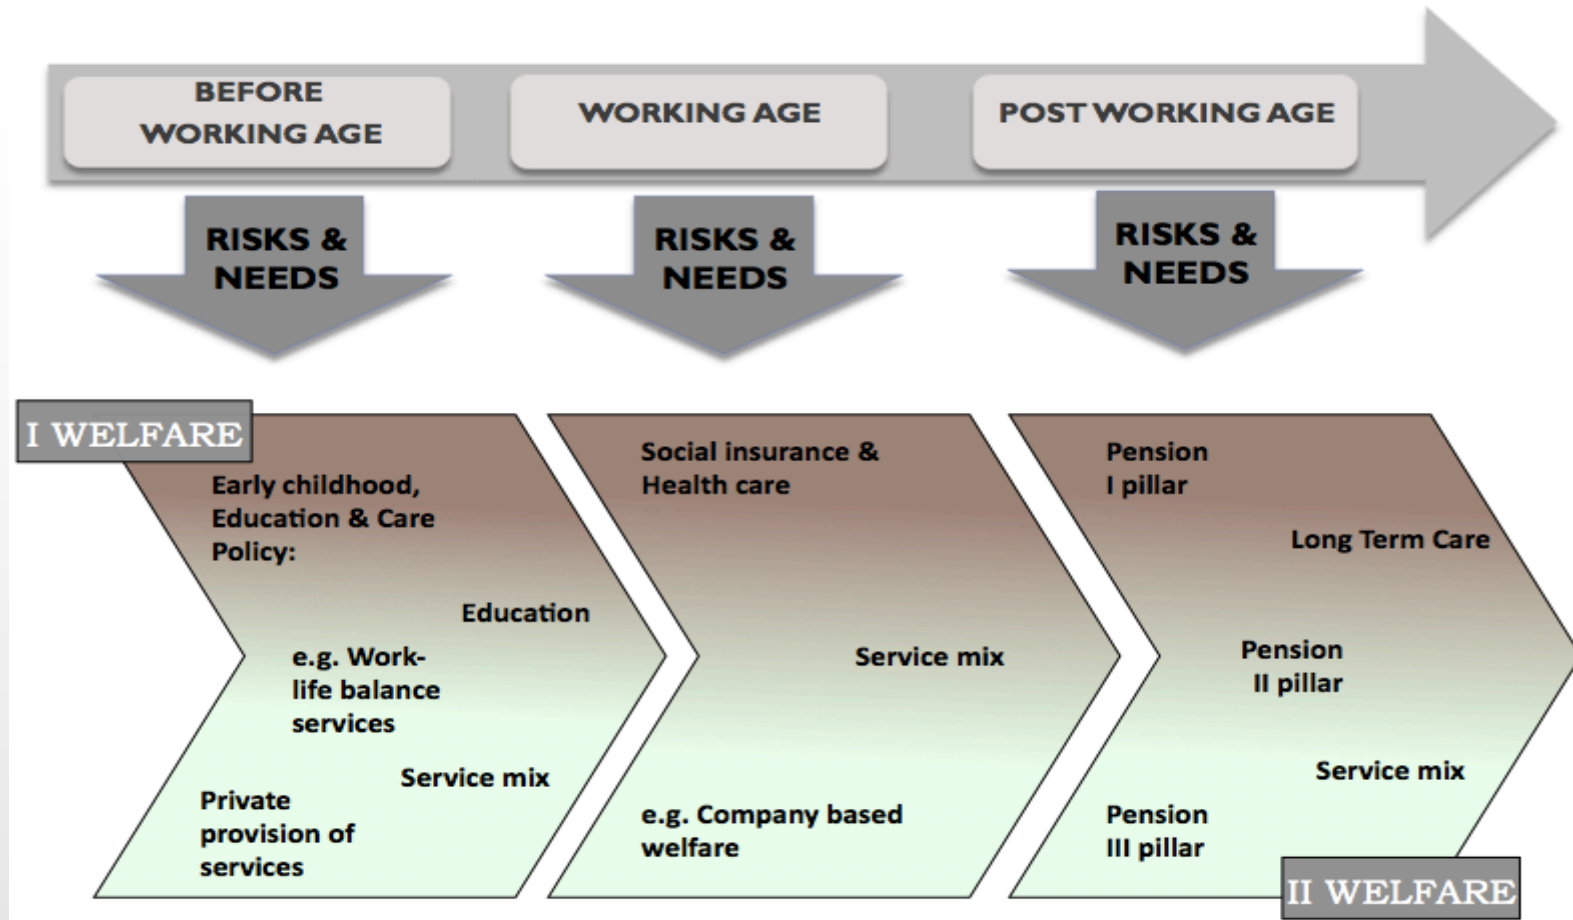 BEFORE
WORKING AGE
WORKING AGE
POST WORKING AGE
RISKS &
NEEDS
RISKS &
NEEDS
RISKS &
NEEDS
I WELFARE
Early childhood,
Education & Care
Policy:
Education
e.g. Work-
life balance
services
Service mix
Private
provision of
services
Social insurance &
Health care
Service mix
e.g. Company based
welfare
Pension
I pillar
Long Term Care
Pension
II pillar
Service mix
Pension
III pillar
II WELFARE